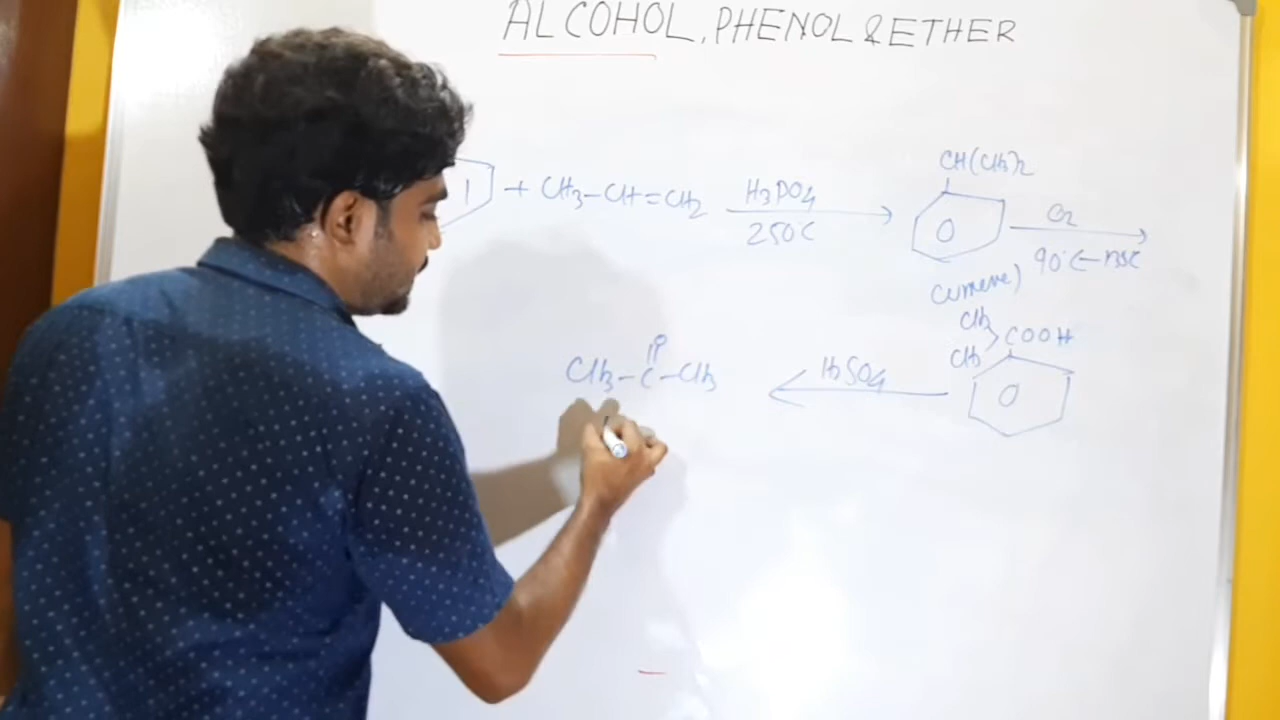 ALCOHOL, PHENOL & ETHER
+ CH3-CH=CH2
H3PO4
250C
CH(CH3)2
O2
90°C-
Cumene)
CH3
CH3
COOH
H2SO4
CH3-C-CH3
O